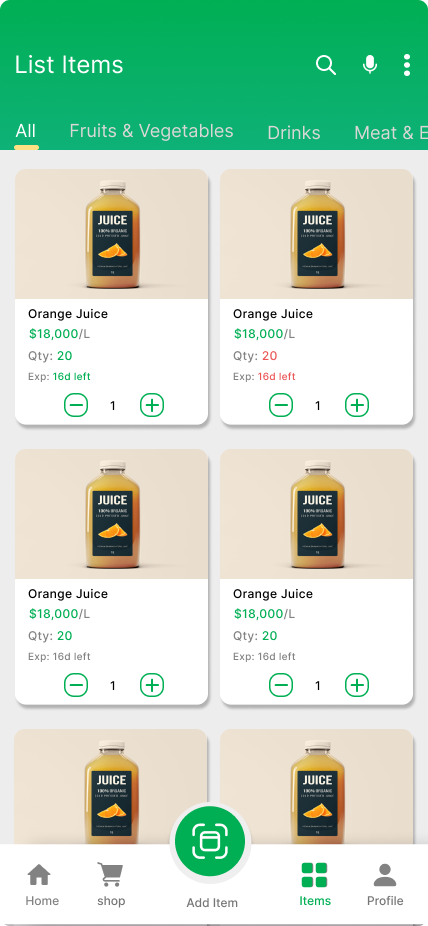 List Items
All Fruits & Vegetables Drinks Meat & E
JUICE
100% ORGANIC
JUICE
100% ORGANIC
Orange Juice
$18,000/L
Qty: 20
Exp: 16d left
1
Orange Juice
$18,000/L
Qty: 20
Exp: 16d left
1
JUICE
100% ORGANIC
JUICE
100% ORGANIC
Orange Juice
$18,000/L
Qty: 20
Exp: 16d left
1
Orange Juice
$18,000/L
Qty: 20
Exp: 16d left
1
JUICE
100% ORGANIC
JUICE
100% ORGANIC
Home
shop
Add Item
Items
Profile